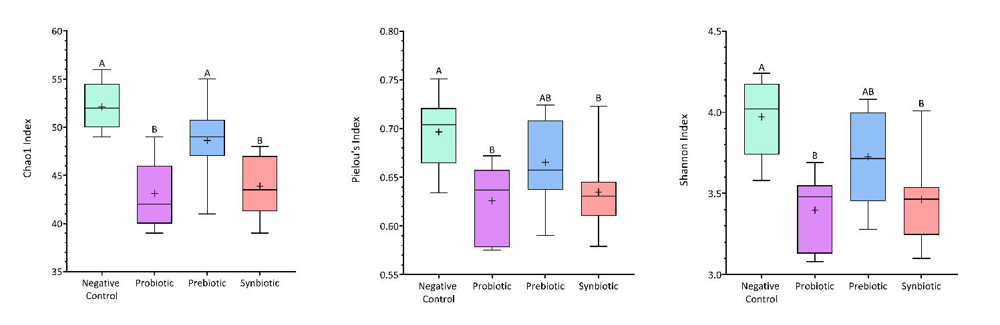 60
55
50
45
40
35
Chao1 Index
A
B
A
B
Negative
Control
Probiotic
Prebiotic
Synbiotic
0.80
0.75
0.70
0.65
0.60
0.55
Pielou's Index
A
B
AB
B
Negative
Control
Probiotic
Prebiotic
Synbiotic
4.5
4.0
3.5
3.0
Shannon Index
A
B
AB
B
Negative
Control
Probiotic
Prebiotic
Synbiotic